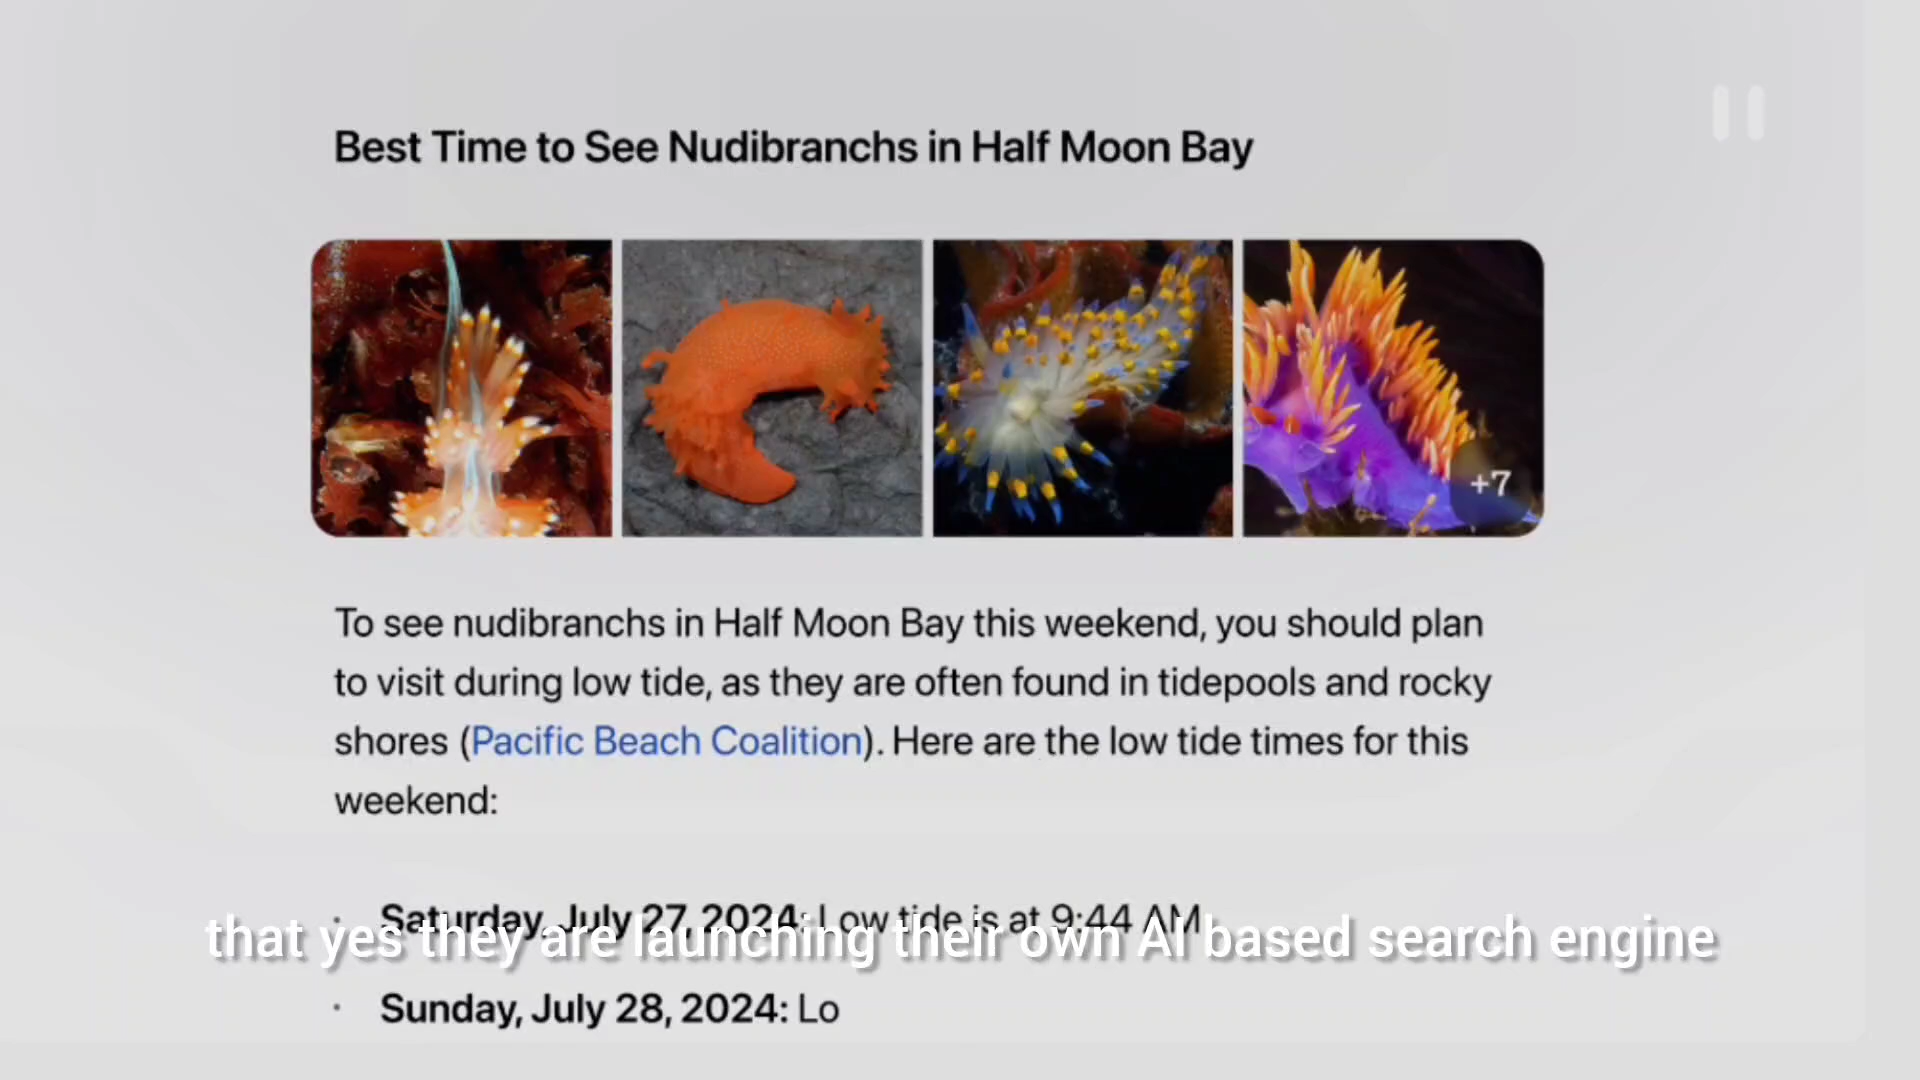 Best Time to See Nudibranchs in Half Moon Bay
+7
To see nudibranchs in Half Moon Bay this weekend, you should plan
to visit during low tide, as they are often found in tidepools and rocky
shores (Pacific Beach Coalition). Here are the low tide times for this
weekend:
· Saturday, July 27, 2024: Low tide is at 9:44 AM
that yes they are launching their own AI based search engine
· Sunday, July 28, 2024: Lo